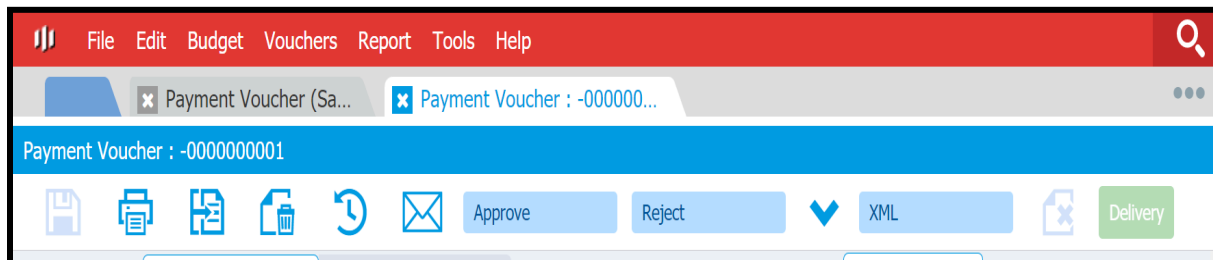 File Edit Budget Vouchers Report Tools Help
Payment Voucher (Sa... Payment Voucher : -000000...
Payment Voucher : -0000000001
Approve Reject XML Delivery